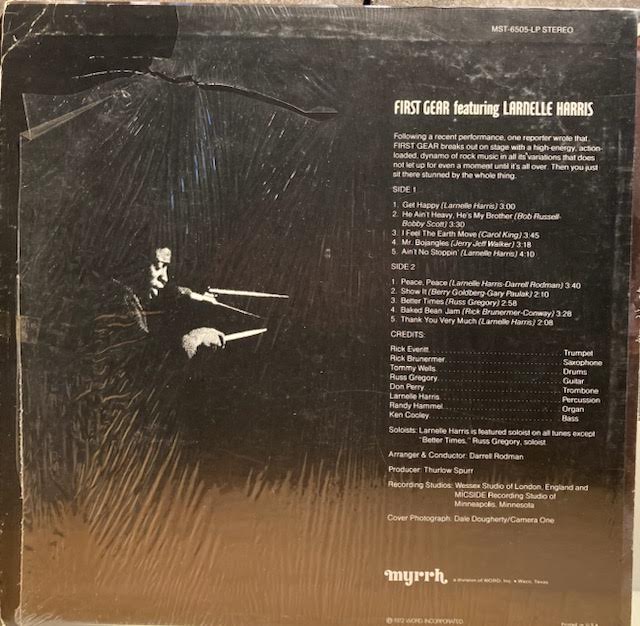 MST-6505-LP STEREO
FIRST GEAR featuring LARNELLE HARRIS
Following a recent performance, one reporter wrote that
FIRST GEAR breaks out on stage with a high-energy, action-
loaded, dynamo of rock music in all its variations that does
not let up for even a moment until it's all over. Then you just
sit there stunned by the whole thing.
SIDE 1
1. Get Happy (Larnelle Harris) 3:00
2. He Ain't Heavy, He's My Brother (Bob Russell-
Bobby Scott) 3:30
3. I Feel The Earth Move (Carol King) 3:45
4. Mr. Bojangles (Jerry Jeff Walker) 3:18
5. Ain't No Stoppin' (Larnelle Harris) 4:10
SIDE 2
1. Peace, Peace (Larnelle Harris-Darrell Rodman) 3:40
2. Show It (Berry Goldberg-Gary Paulak) 2:10
3. Better Times (Russ Gregory) 2:58
4. Baked Bean Jam (Rick Brunermer-Conway) 3:28
5. Thank You Very Much (Larnelle Harris) 2:08
CREDITS:
Rick Everitt Trumpet
Rick Brunermer Saxophone
Tommy Wells Drums
Russ Gregory Guitar
Don Perry Trombone
Larnelle Harris Percussion
Randy Hammel Organ
Ken Cooley Bass
Soloists: Larnelle Harris is featured soloist on all tunes except
"Better Times," Russ Gregory, soloist
Arranger & Conductor: Darrell Rodman
Producer: Thurlow Spurr
Recording Studios: Wessex Studio of London, England and
MICSIDE Recording Studio of
Minneapolis, Minnesota
Cover Photograph: Dale Dougherty/Camera One
myrrh a division of WORD, Inc. • Waco, Texas
℗ 1972 WORD INCORPORATED
Printed in U.S.A.